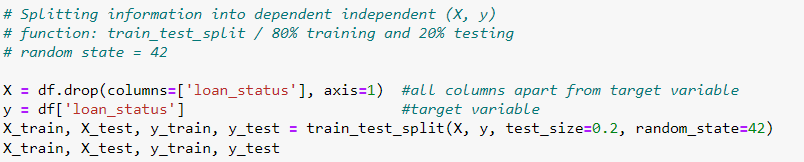 # Splitting information into dependent independent (X, y)
# function: train_test_split / 80% training and 20% testing
# random state = 42
X = df.drop(columns=['loan_status'], axis=1)  #all columns apart from target variable
y = df['loan_status']                         #target variable
X_train, X_test, y_train, y_test = train_test_split(X, y, test_size=0.2, random_state=42)
X_train, X_test, y_train, y_test